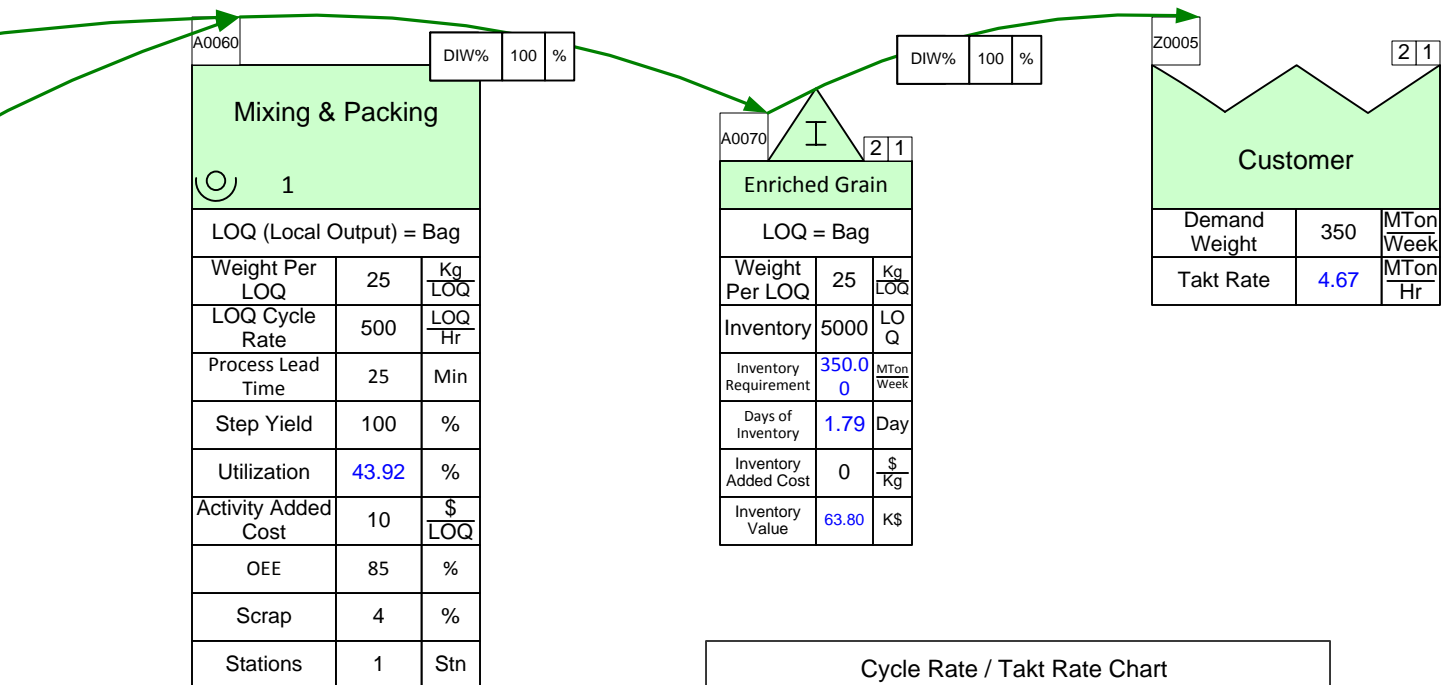 A0060
DIW% 100 %
Mixing & Packing
1
LOQ (Local Output) = Bag
Weight Per
LOQ
25
Kg
LOQ
LOQ Cycle
Rate
500
LOQ
Hr
Process Lead
Time
25
Min
Step Yield
100
%
Utilization
43.92
%
Activity Added
Cost
10
$
LOQ
OEE
85
%
Scrap
4
%
Stations
1
Stn
A0070
I
2 1
DIW% 100 %
Enriched Grain
LOQ = Bag
Weight
Per LOQ
25
Kg
LOQ
Inventory
5000
LO
Q
Inventory
Requirement
350.0
0
MTon
Week
Days of
Inventory
1.79
Day
Inventory
Added Cost
0
$
Kg
Inventory
Value
63.80
K$
Z0005
2 1
Customer
Demand
Weight
350
MTon
Week
Takt Rate
4.67
MTon
Hr
Cycle Rate / Takt Rate Chart